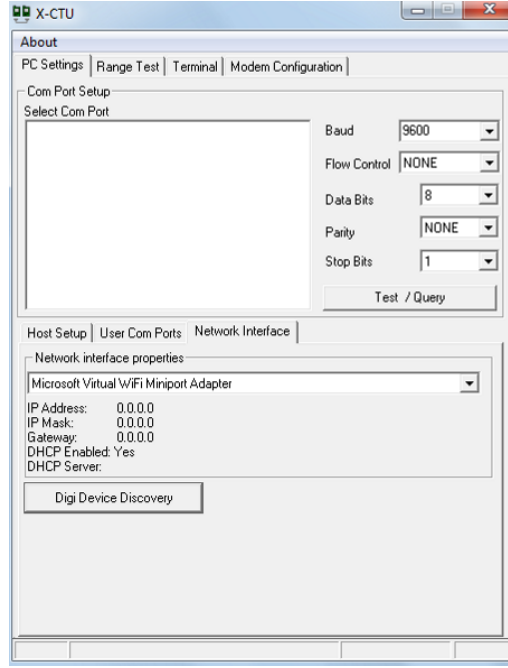 X-CTU
About
PC Settings Range Test Terminal Modem Configuration
Com Port Setup
Select Com Port
Baud 9600
Flow Control NONE
Data Bits 8
Parity NONE
Stop Bits 1
Test / Query
Host Setup User Com Ports Network Interface
Network interface properties
Microsoft Virtual WiFi Miniport Adapter
IP Address: 0.0.0.0
IP Mask: 0.0.0.0
Gateway: 0.0.0.0
DHCP Enabled: Yes
DHCP Server:
Digi Device Discovery